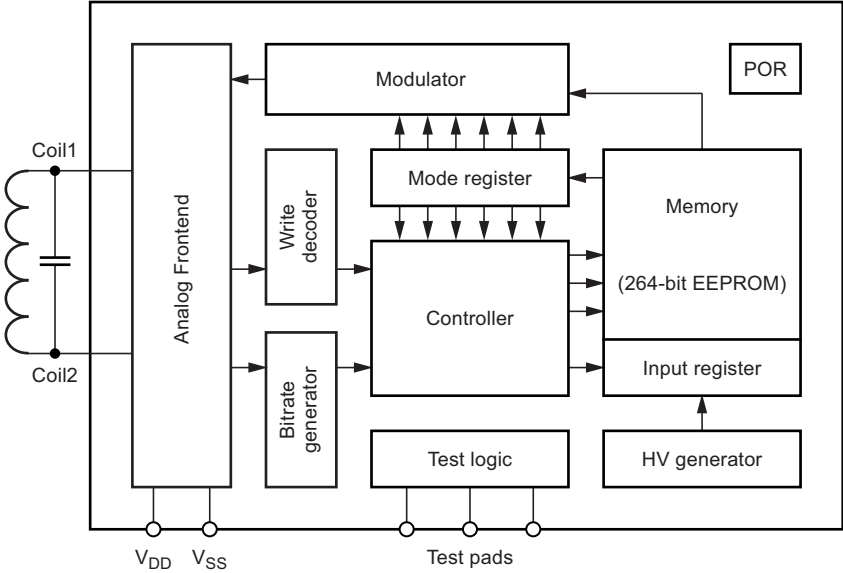 Modulator
POR
Coil1
Mode register
Memory
Write
decoder
Analog Frontend
(264-bit EEPROM)
Controller
Coil2
Bitrate
generator
Input register
Test logic
HV generator
VDD
VSS
Test pads